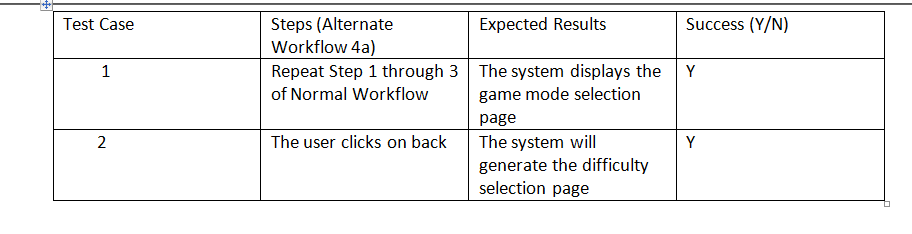 Test Case
Steps (Alternate
Workflow 4a)
Expected Results
Success (Y/N)
1
Repeat Step 1 through 3
of Normal Workflow
The system displays the
game mode selection
page
Y
2
The user clicks on back
The system will
generate the difficulty
selection page
Y